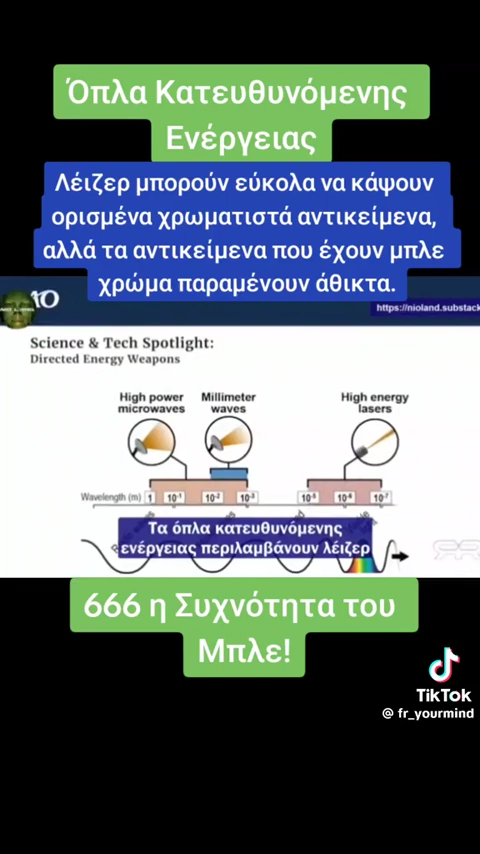 Όπλα Κατευθυνόμενης
Ενέργειας
Λέιζερ μπορούν εύκολα να κάψουν
ορισμένα χρωματιστά αντικείμενα,
αλλά τα αντικείμενα που έχουν μπλε
χρώμα παραμένουν άθικτα.
https://nioland.substack
Science & Tech Spotlight:
Directed Energy Weapons
High power
microwaves
Millimeter
waves
High energy
lasers
Wavelength (m) 1 10-1 10-2 10-3 10-5 10-6 10-7
Τα όπλα κατευθυνόμενης
ενέργειας περιλαμβάνουν λέιζερ
666 η Συχνότητα του
Μπλε!
TikTok
@ fr_yourmind